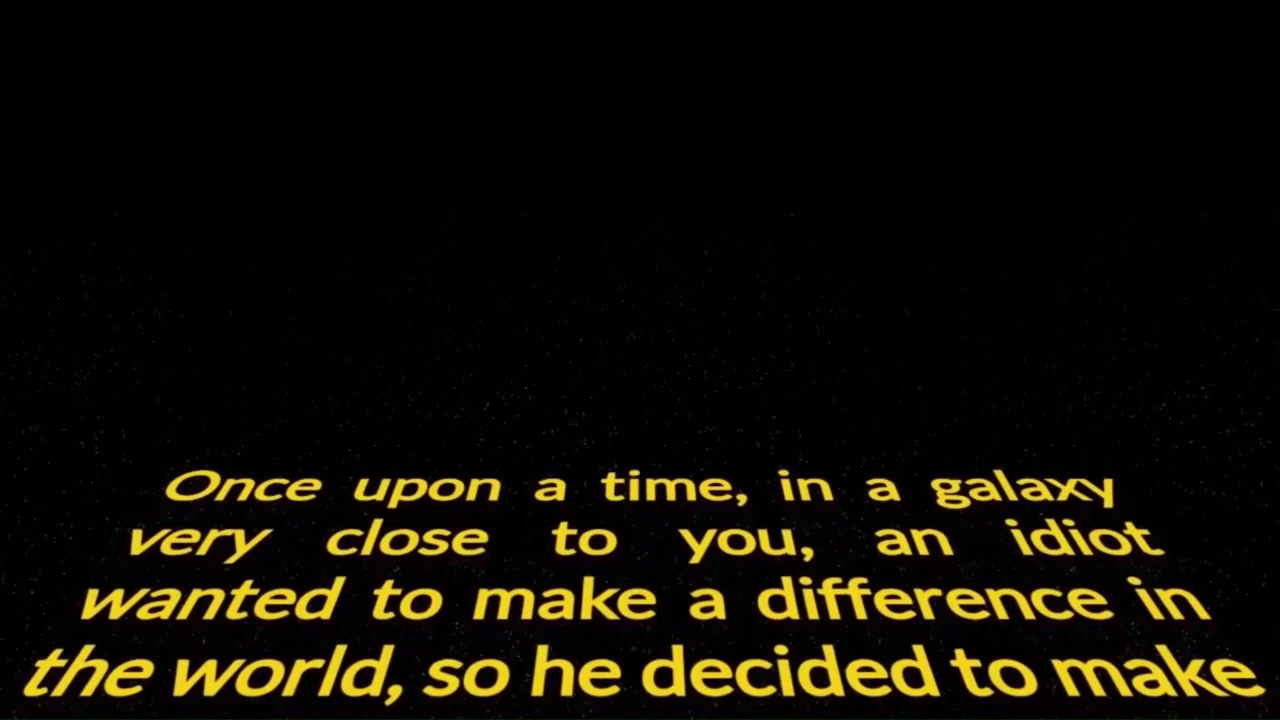 Once upon a time, in a galaxy
very close to you, an idiot
wanted to make a difference in
the world, so he decided to make